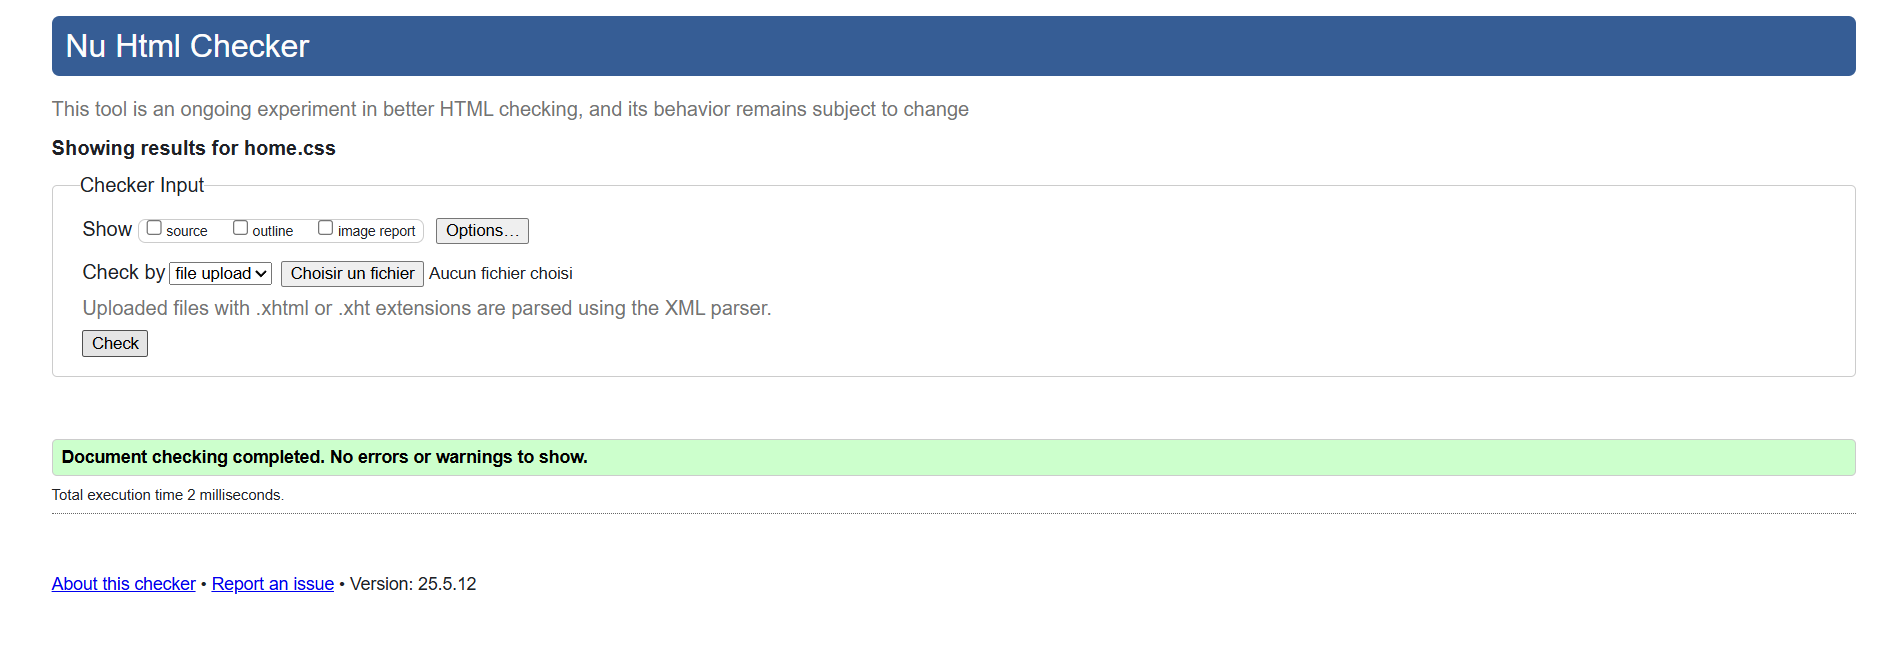 Nu Html Checker
This tool is an ongoing experiment in better HTML checking, and its behavior remains subject to change
Showing results for home.css
Checker Input
Show source outline image report Options...
Check by file upload Choisir un fichier Aucun fichier choisi
Uploaded files with .xhtml or .xht extensions are parsed using the XML parser.
Check
Document checking completed. No errors or warnings to show.
Total execution time 2 milliseconds.
About this checker • Report an issue • Version: 25.5.12